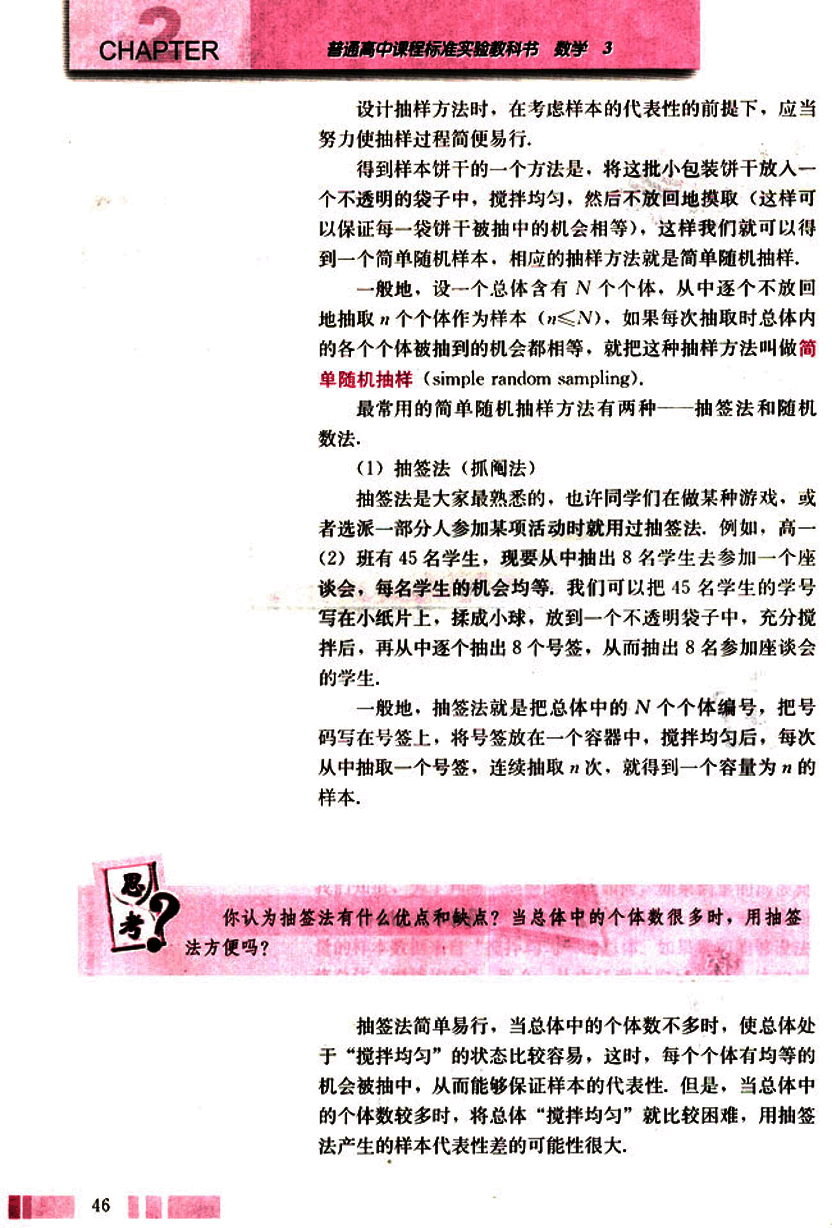 2
CHAPTER
普通高中课程标准实验教科书 数学 3
设计抽样方法时，在考虑样本的代表性的前提下，应当
努力使抽样过程简便易行.
得到样本饼干的一个方法是，将这批小包装饼干放入一
个不透明的袋子中，搅拌均匀，然后不放回地摸取（这样可
以保证每一袋饼干被抽中的机会相等），这样我们就可以得
到一个简单随机样本，相应的抽样方法就是简单随机抽样.
一般地，设一个总体含有 N 个个体，从中逐个不放回
地抽取 n 个个体作为样本（n≤N），如果每次抽取时总体内
的各个个体被抽到的机会都相等，就把这种抽样方法叫做简
单随机抽样（simple random sampling).
最常用的简单随机抽样方法有两种——抽签法和随机
数法.
（1）抽签法（抓阄法）
抽签法是大家最熟悉的，也许同学们在做某种游戏，或
者选派一部分人参加某项活动时就用过抽签法. 例如，高一
（2）班有 45 名学生，现要从中抽出 8 名学生去参加一个座
谈会，每名学生的机会均等. 我们可以把 45 名学生的学号
写在小纸片上，揉成小球，放到一个不透明袋子中，充分搅
拌后，再从中逐个抽出 8 个号签，从而抽出 8 名参加座谈会
的学生.
一般地，抽签法就是把总体中的 N 个个体编号，把号
码写在号签上，将号签放在一个容器中，搅拌均匀后，每次
从中抽取一个号签，连续抽取 n 次，就得到一个容量为 n 的
样本.
思考？
你认为抽签法有什么优点和缺点？当总体中的个体数很多时，用抽签
法方便吗？
抽签法简单易行，当总体中的个体数不多时，使总体处
于“搅拌均匀”的状态比较容易，这时，每个个体有均等的
机会被抽中，从而能够保证样本的代表性. 但是，当总体中
的个体数较多时，将总体“搅拌均匀”就比较困难，用抽签
法产生的样本代表性差的可能性很大.
46